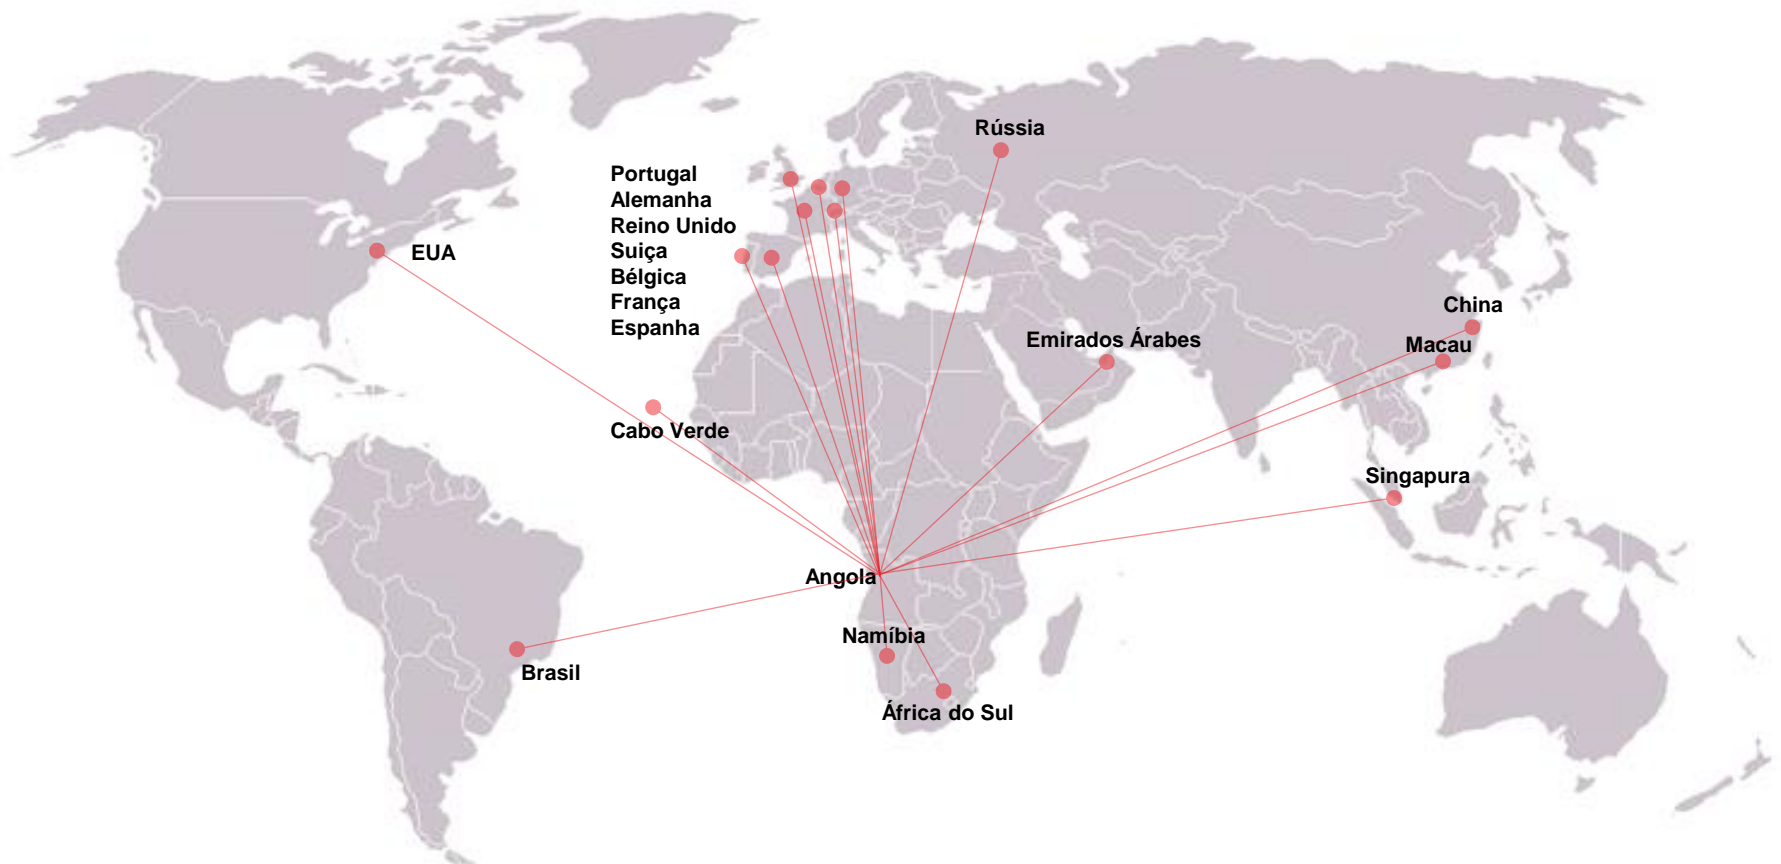 Rússia
Portugal
Alemanha
Reino Unido
Suiça
Bélgica
França
Espanha
EUA
China
Emirados Árabes
Macau
Cabo Verde
Singapura
Angola
Namíbia
Brasil
África do Sul